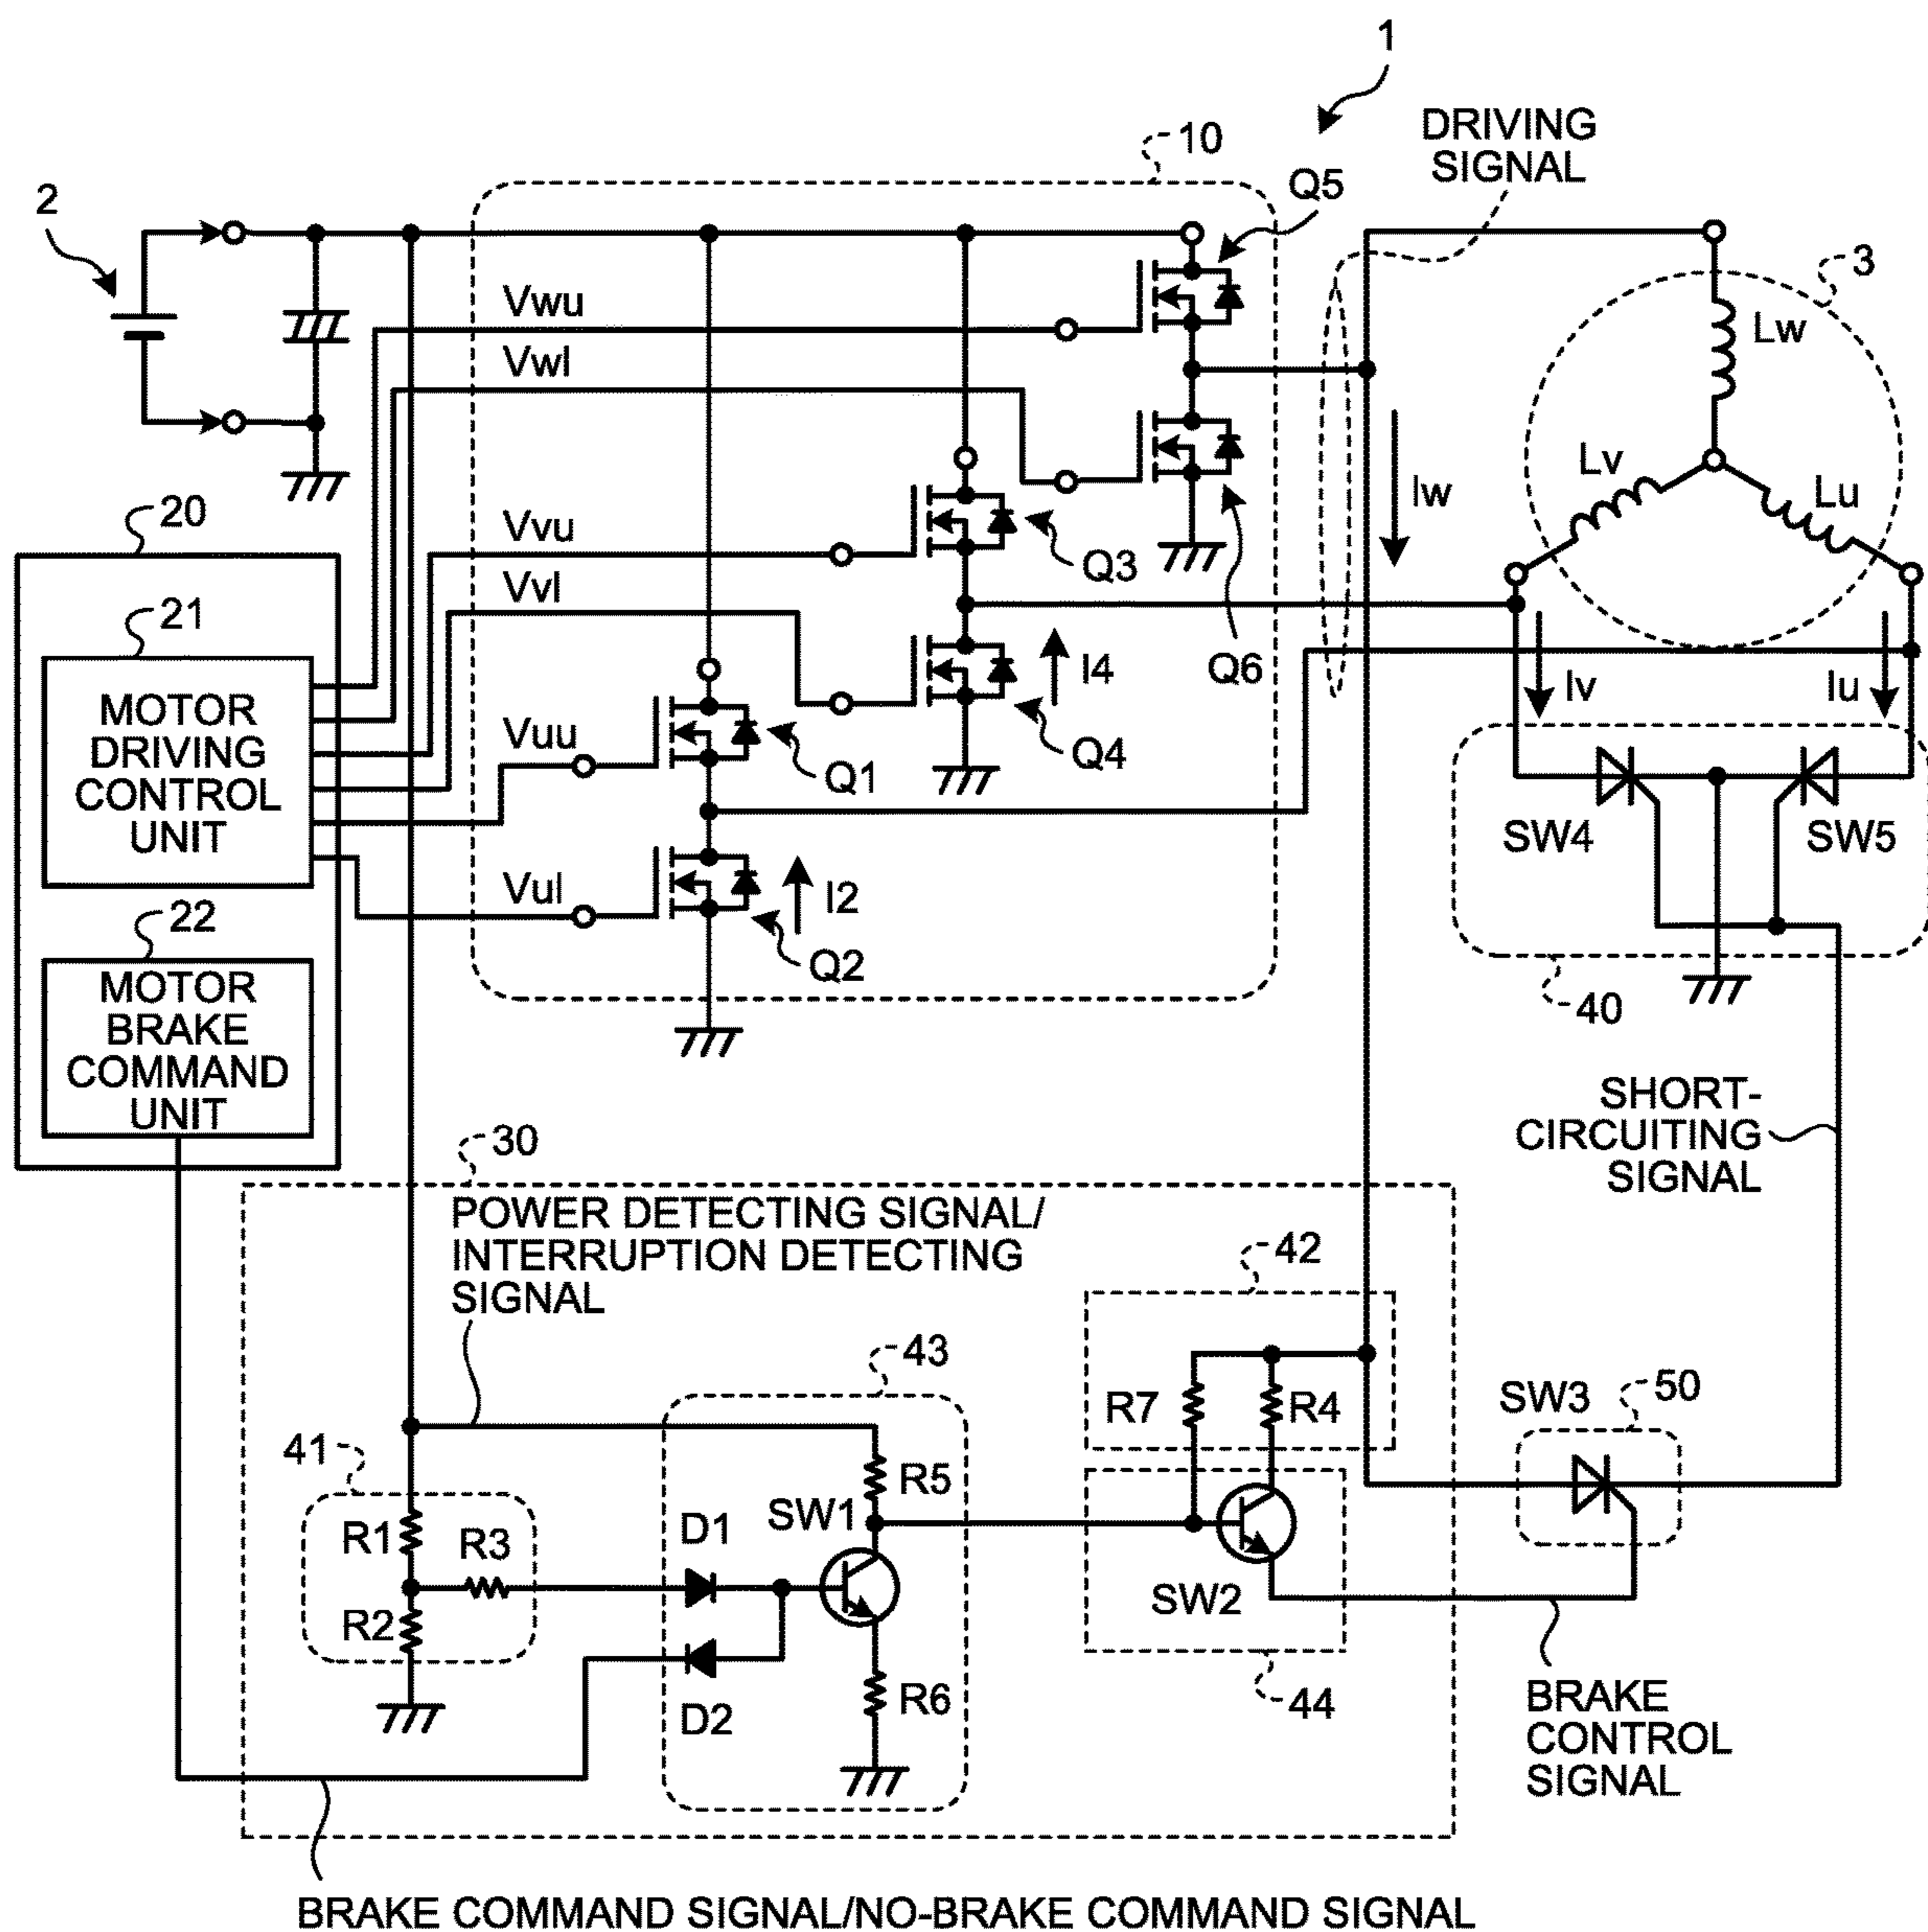 1
DRIVING
SIGNAL
10
Q5
2
3
Vwu
Lw
Vwl
Lv
Lu
Iw
20
Vvu
Q3
Vvl
21
Q6
I4
Iv
Iu
MOTOR
DRIVING
CONTROL
UNIT
Vuu
Q1
Q4
SW4
SW5
Vul
I2
22
Q2
40
MOTOR
BRAKE
COMMAND
UNIT
SHORT-
CIRCUITING
SIGNAL
30
POWER DETECTING SIGNAL/
INTERRUPTION DETECTING
SIGNAL
42
43
R7
R4
SW3
50
41
R5
R1
R3
D1
SW1
R2
SW2
D2
R6
44
BRAKE
CONTROL
SIGNAL
BRAKE COMMAND SIGNAL/NO-BRAKE COMMAND SIGNAL